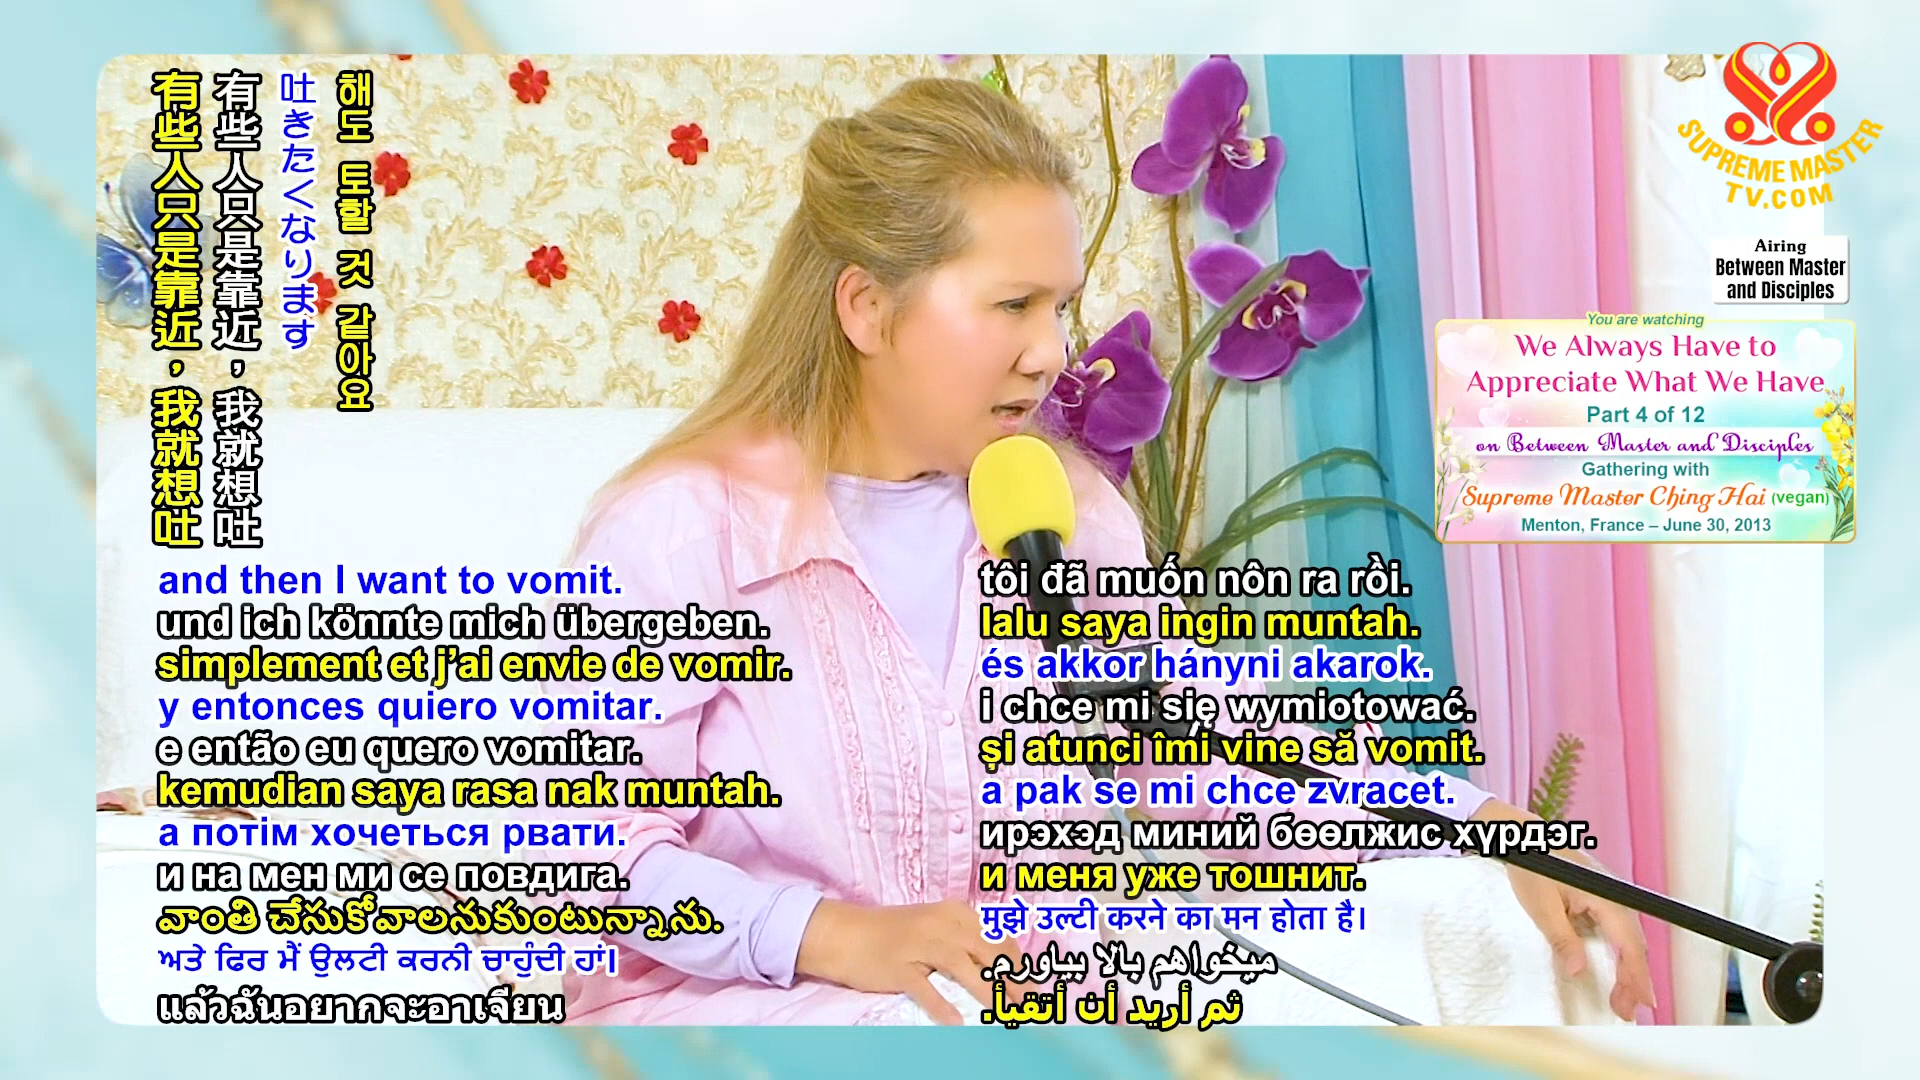 有些人只是靠近，我就想吐
有些人只是靠近，我就想吐
吐きたくなります
해도 토할 것 같아요
SUPREME MASTER
TV.COM
Airing
Between Master
and Disciples
You are watching
We Always Have to
Appreciate What We Have
Part 4 of 12
on Between Master and Disciples
Gathering with
Supreme Master Ching Hai (vegan)
Menton, France – June 30, 2013
and then I want to vomit.
und ich könnte mich übergeben.
simplement et j’ai envie de vomir.
y entonces quiero vomitar.
e então eu quero vomitar.
kemudian saya rasa nak muntah.
а потім хочеться рвати.
и на мен ми се повдига.
వాంతి చేసుకోవాలనుకుంటున్నాను.
ਅਤੇ ਫਿਰ ਮੈਂ ਉਲਟੀ ਕਰਨੀ ਚਾਹੁੰਦੀ ਹਾਂ।
แล้วฉันอยากจะอาเจียน
tôi đã muốn nôn ra rồi.
lalu saya ingin muntah.
és akkor hányni akarok.
i chce mi się wymiotować.
și atunci îmi vine să vomit.
a pak se mi chce zvracet.
ирэхэд миний бөөлжис хүрдэг.
и меня уже тошнит.
मुझे उल्टी करने का मन होता है।
میخواهم بالا بیاورم.
ثم أريد أن أتقيأ.